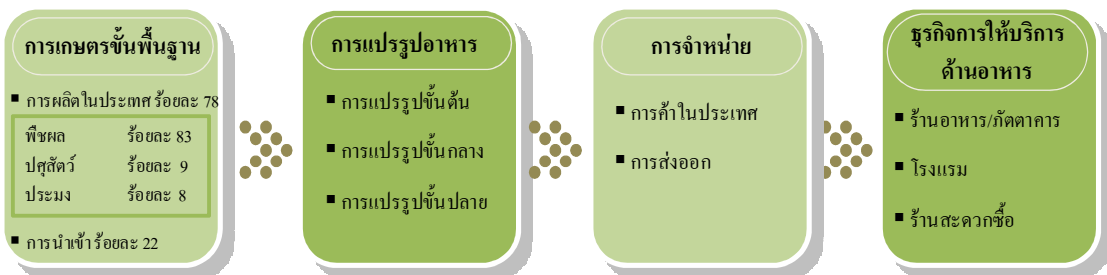 การเกษตรขั้นพื้นฐาน
▪ การผลิตในประเทศ ร้อยละ 78
พืชผล ร้อยละ 83
ปศุสัตว์ ร้อยละ 9
ประมง ร้อยละ 8
▪ การนำเข้า ร้อยละ 22
การแปรรูปอาหาร
▪ การแปรรูปขั้นต้น
▪ การแปรรูปขั้นกลาง
▪ การแปรรูปขั้นปลาย
การจำหน่าย
▪ การค้าในประเทศ
▪ การส่งออก
ธุรกิจการให้บริการ
ด้านอาหาร
▪ ร้านอาหาร/ภัตตาคาร
▪ โรงแรม
▪ ร้านสะดวกซื้อ